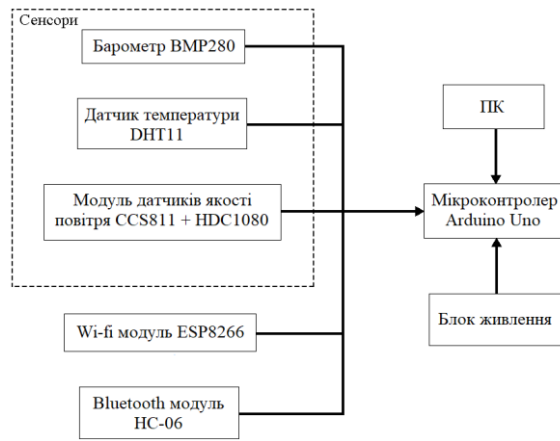 Сенсори
Барометр BMP280
Датчик температури
DHT11
Модуль датчиків якості
повітря CCS811 + HDC1080
Wi-fi модуль ESP8266
Bluetooth модуль
HC-06
ПК
Мікроконтролер
Arduino Uno
Блок живлення